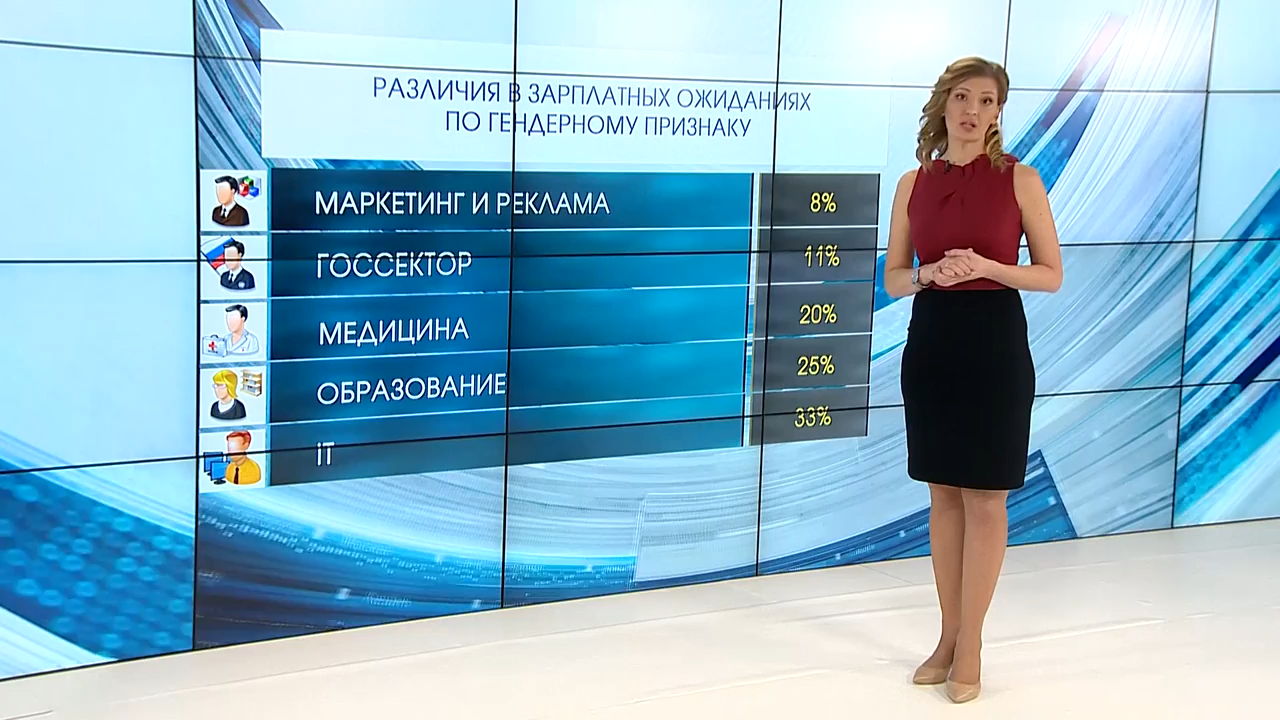 РАЗЛИЧИЯ В ЗАРПЛАТНЫХ ОЖИДАНИЯХ
ПО ГЕНДЕРНОМУ ПРИЗНАКУ
МАРКЕТИНГ И РЕКЛАМА 8%
ГОССЕКТОР 11%
МЕДИЦИНА 20%
ОБРАЗОВАНИЕ 25%
iT 33%